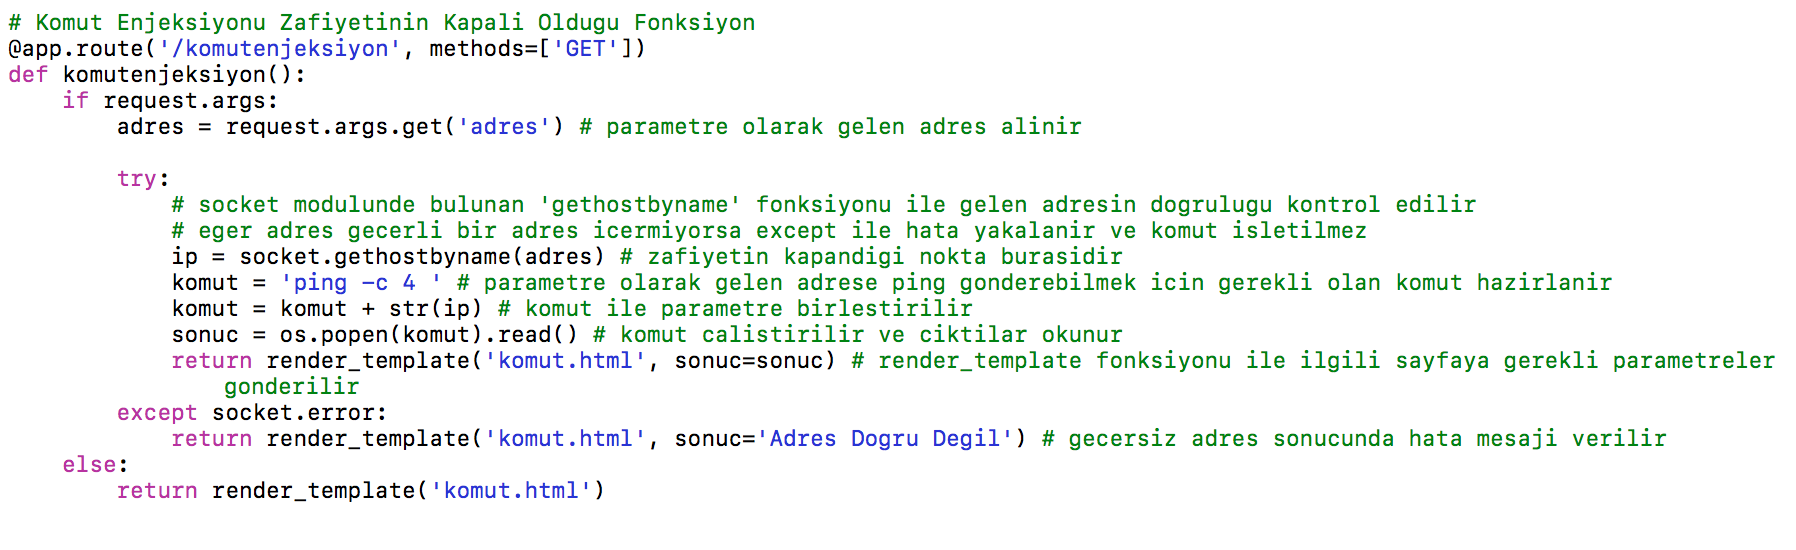 # Komut Enjeksiyonu Zafiyetinin Kapali Oldugu Fonksiyon
@app.route('/komutenjeksiyon', methods=['GET'])
def komutenjeksiyon():
    if request.args:
        adres = request.args.get('adres') # parametre olarak gelen adres alinir

        try:
            # socket modulunde bulunan 'gethostbyname' fonksiyonu ile gelen adresin dogrulugu kontrol edilir
            # eger adres gecerli bir adres icermiyorsa except ile hata yakalanir ve komut isletilmez
            ip = socket.gethostbyname(adres) # zafiyetin kapandigi nokta burasidir
            komut = 'ping -c 4 ' # parametre olarak gelen adrese ping gonderebilmek icin gerekli olan komut hazirlanir
            komut = komut + str(ip) # komut ile parametre birlestirilir
            sonuc = os.popen(komut).read() # komut calistirilir ve ciktilar okunur
            return render_template('komut.html', sonuc=sonuc) # render_template fonksiyonu ile ilgili sayfaya gerekli parametreler
                gonderilir
        except socket.error:
            return render_template('komut.html', sonuc='Adres Dogru Degil') # gecersiz adres sonucunda hata mesaji verilir
    else:
        return render_template('komut.html')